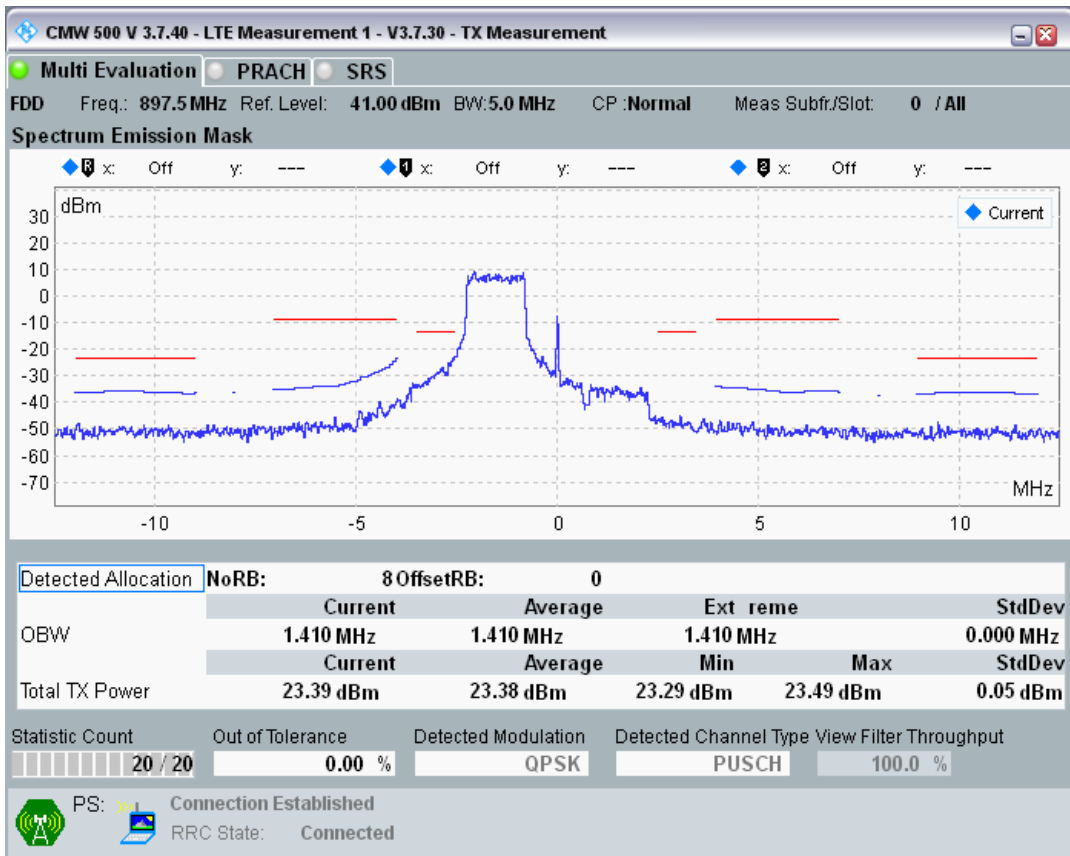 CMW 500 V 3.7.40 - LTE Measurement 1 - V3.7.30 - TX Measurement
Multi Evaluation PRACH SRS
FDD Freq.: 897.5 MHz Ref. Level: 41.00 dBm BW:5.0 MHz CP :Normal Meas Subfr./Slot: 0 / All
Spectrum Emission Mask
R x: Off y: --- 1 x: Off y: --- 2 x: Off y: ---
dBm
Current
30
20
10
0
-10
-20
-30
-40
-50
-60
-70
MHz
-10 -5 0 5 10
Detected Allocation NoRB: 8 OffsetRB: 0
Current Average Ext reme StdDev
OBW 1.410 MHz 1.410 MHz 1.410 MHz 0.000 MHz
Current Average Min Max StdDev
Total TX Power 23.39 dBm 23.38 dBm 23.29 dBm 23.49 dBm 0.05 dBm
Statistic Count Out of Tolerance Detected Modulation Detected Channel Type View Filter Throughput
20 / 20 0.00 % QPSK PUSCH 100.0 %
PS: Connection Established
RRC State: Connected